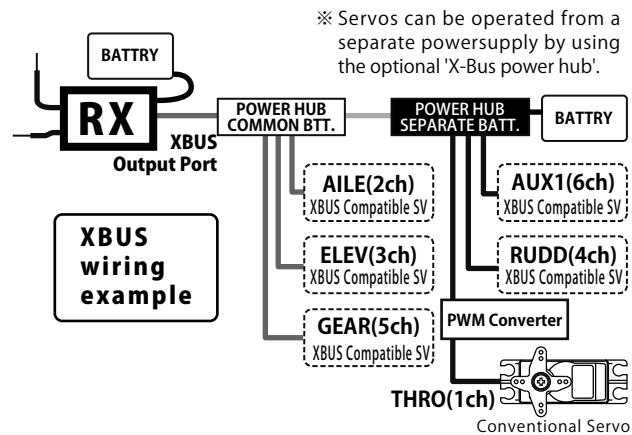 ※ Servos can be operated from a
separate powersupply by using
the optional 'X-Bus power hub'.
BATTRY
RX
XBUS
Output Port
POWER HUB
COMMON BTT.
POWER HUB
SEPARATE BATT.
BATTRY
AILE(2ch)
XBUS Compatible SV
AUX1(6ch)
XBUS Compatible SV
XBUS
wiring
example
ELEV(3ch)
XBUS Compatible SV
RUDD(4ch)
XBUS Compatible SV
GEAR(5ch)
XBUS Compatible SV
PWM Converter
THRO(1ch)
Conventional Servo